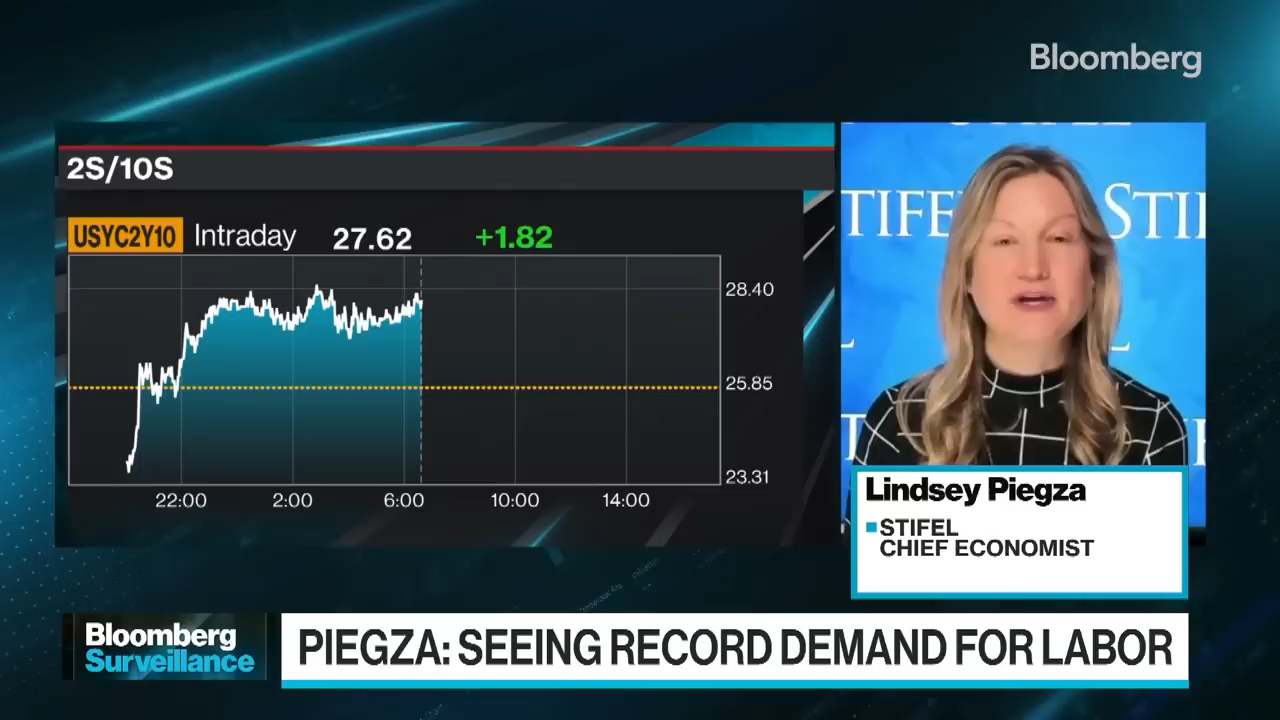 Bloomberg
2S/10S
USYC2Y10 Intraday 27.62 +1.82
28.40
25.85
23.31
22:00 2:00 6:00 10:00 14:00
TIFE STI
Lindsey Piegza
STIFEL
CHIEF ECONOMIST
Bloomberg
Surveillance
PIEGZA: SEEING RECORD DEMAND FOR LABOR